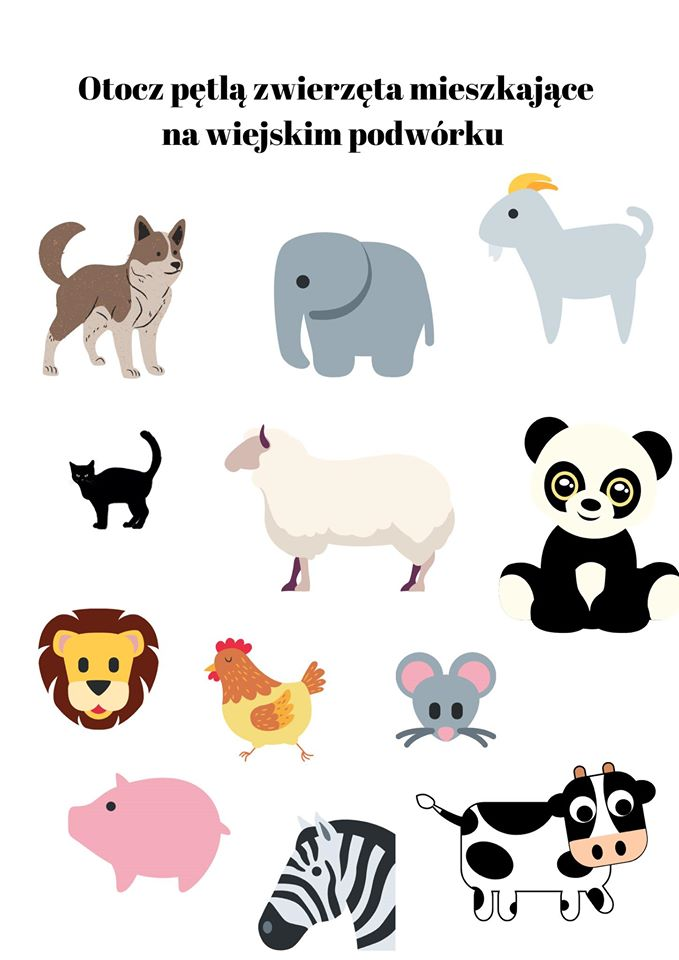 Otocz pętlą zwierzęta mieszkające
na wiejskim podwórku